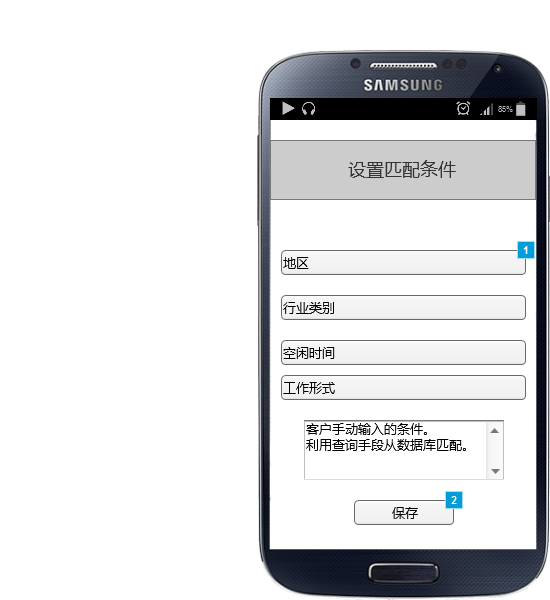 SAMSUNG
85%
设置匹配条件
1
地区
行业类别
空闲时间
工作形式
客户手动输入的条件。
利用查询手段从数据库匹配。
2
保存